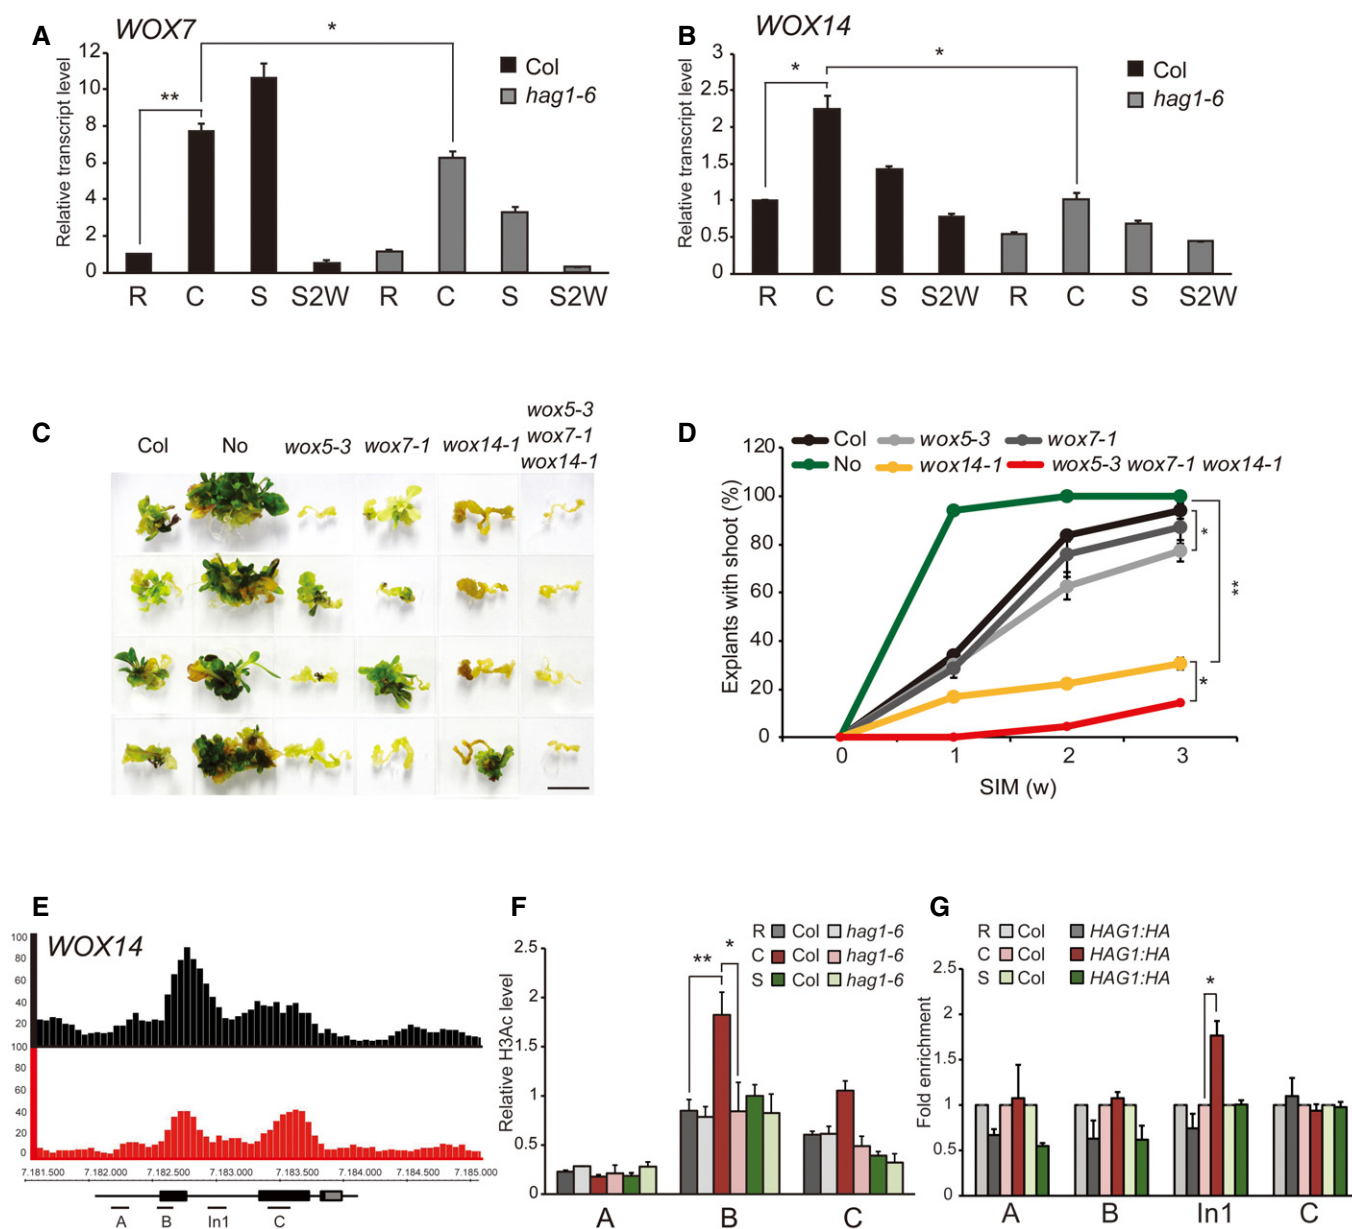 A
WOX7
Relative transcript level
12
10
8
6
4
2
0
**
*
Col
hag1-6
R C S S2W R C S S2W
B
WOX14
Relative transcript level
3
2.5
2
1.5
1
0.5
0
*
*
Col
hag1-6
R C S S2W R C S S2W
C
Col No wox5-3 wox7-1 wox14-1 wox5-3
wox7-1
wox14-1
D
Col wox5-3 wox7-1
No wox14-1 wox5-3 wox7-1 wox14-1
Explants with shoot (%)
120
100
80
60
40
20
0
*
**
*
0 1 2 3
SIM (w)
E
WOX14
100
80
60
40
20
100
80
60
40
20
0
7.181.500 7.182.000 7.182.500 7.183.000 7.183.500 7.184.000 7.184.500 7.185.000
A B In1 C
F
Relative H3Ac level
2.5
2
1.5
1
0.5
0
R Col hag1-6
C Col hag1-6
S Col hag1-6
** *
A B C
G
R Col HAG1:HA
C Col HAG1:HA
S Col HAG1:HA
Fold enrichment
2.5
2
1.5
1.0
0.5
0
*
A B In1 C